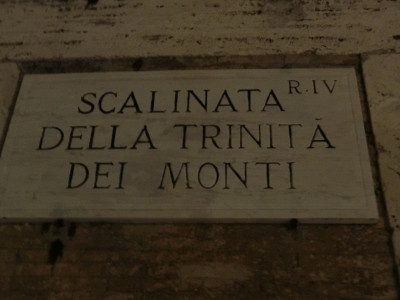 SCALINATA R.IV
DELLA TRINITÀ
DEI MONTI